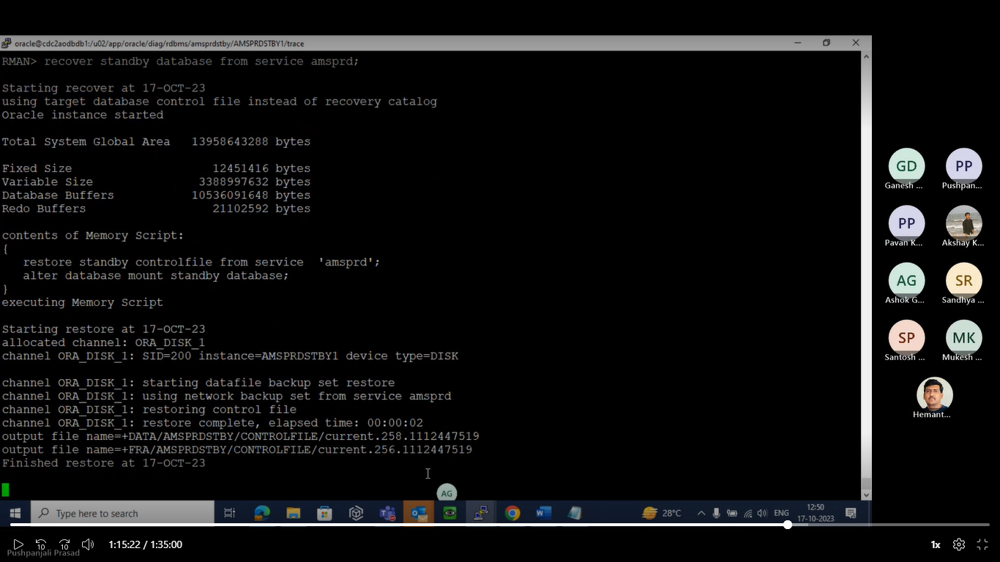 oracle@cdc2aodbdb1:/u02/app/oracle/diag/rdbms/amsprdstby/AMSPRDSTBY1/trace
RMAN> recover standby database from service amsprd;
Starting recover at 17-OCT-23
using target database control file instead of recovery catalog
Oracle instance started
Total System Global Area 13958643288 bytes
Fixed Size 12451416 bytes
Variable Size 3388997632 bytes
Database Buffers 10536091648 bytes
Redo Buffers 21102592 bytes
contents of Memory Script:
{
restore standby controlfile from service 'amsprd';
alter database mount standby database;
}
executing Memory Script
Starting restore at 17-OCT-23
allocated channel: ORA_DISK_1
channel ORA_DISK_1: SID=200 instance=AMSPRDSTBY1 device type=DISK
channel ORA_DISK_1: starting datafile backup set restore
channel ORA_DISK_1: using network backup set from service amsprd
channel ORA_DISK_1: restoring control file
channel ORA_DISK_1: restore complete, elapsed time: 00:00:02
output file name=+DATA/AMSPRDSTBY/CONTROLFILE/current.258.1112447519
output file name=+FRA/AMSPRDSTBY/CONTROLFILE/current.256.1112447519
Finished restore at 17-OCT-23
AG
Type here to search
28°C
ENG
12:50
17-10-2023
GD PP
Ganesh ... Pushpan...
PP
Pavan K... Akshay K...
AG SR
Ashok G... Sandhya ...
SP MK
Santosh ... Mukesh ...
Hemant...
10 10 1:15:22 / 1:35:00 1x
Pushpanjali Prasad